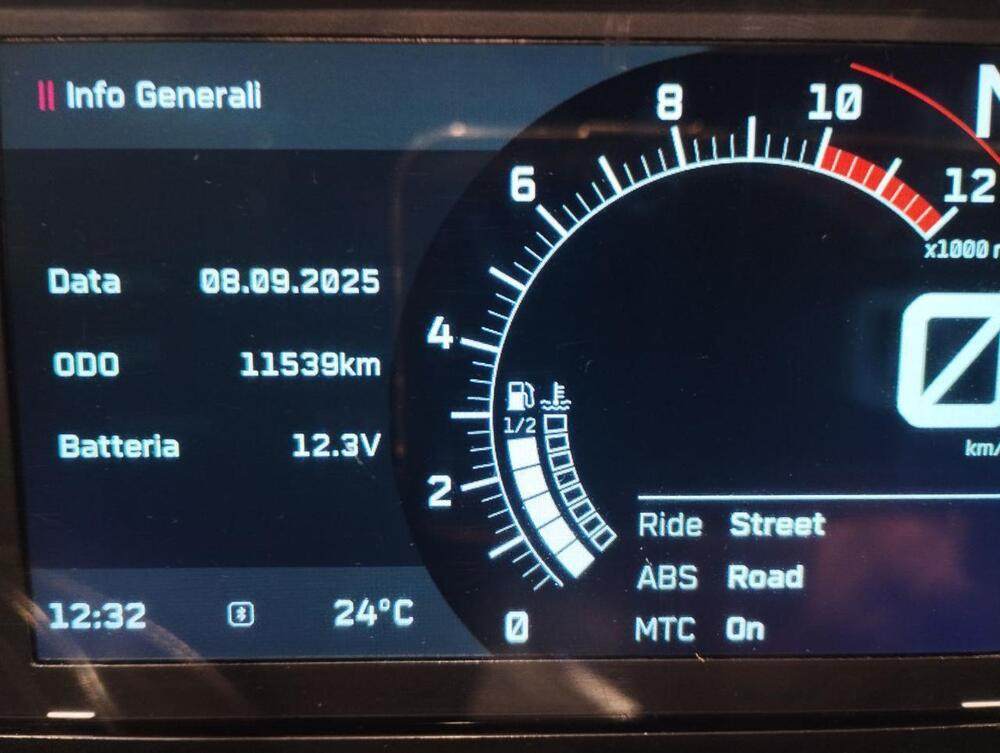 Info Generali
Data 08.09.2025
ODO 11539km
Batteria 12.3V
12:32 24°C
0
2
4
6
8
10
12
x1000 r
N
1/2
0
km/
Ride Street
ABS Road
MTC On